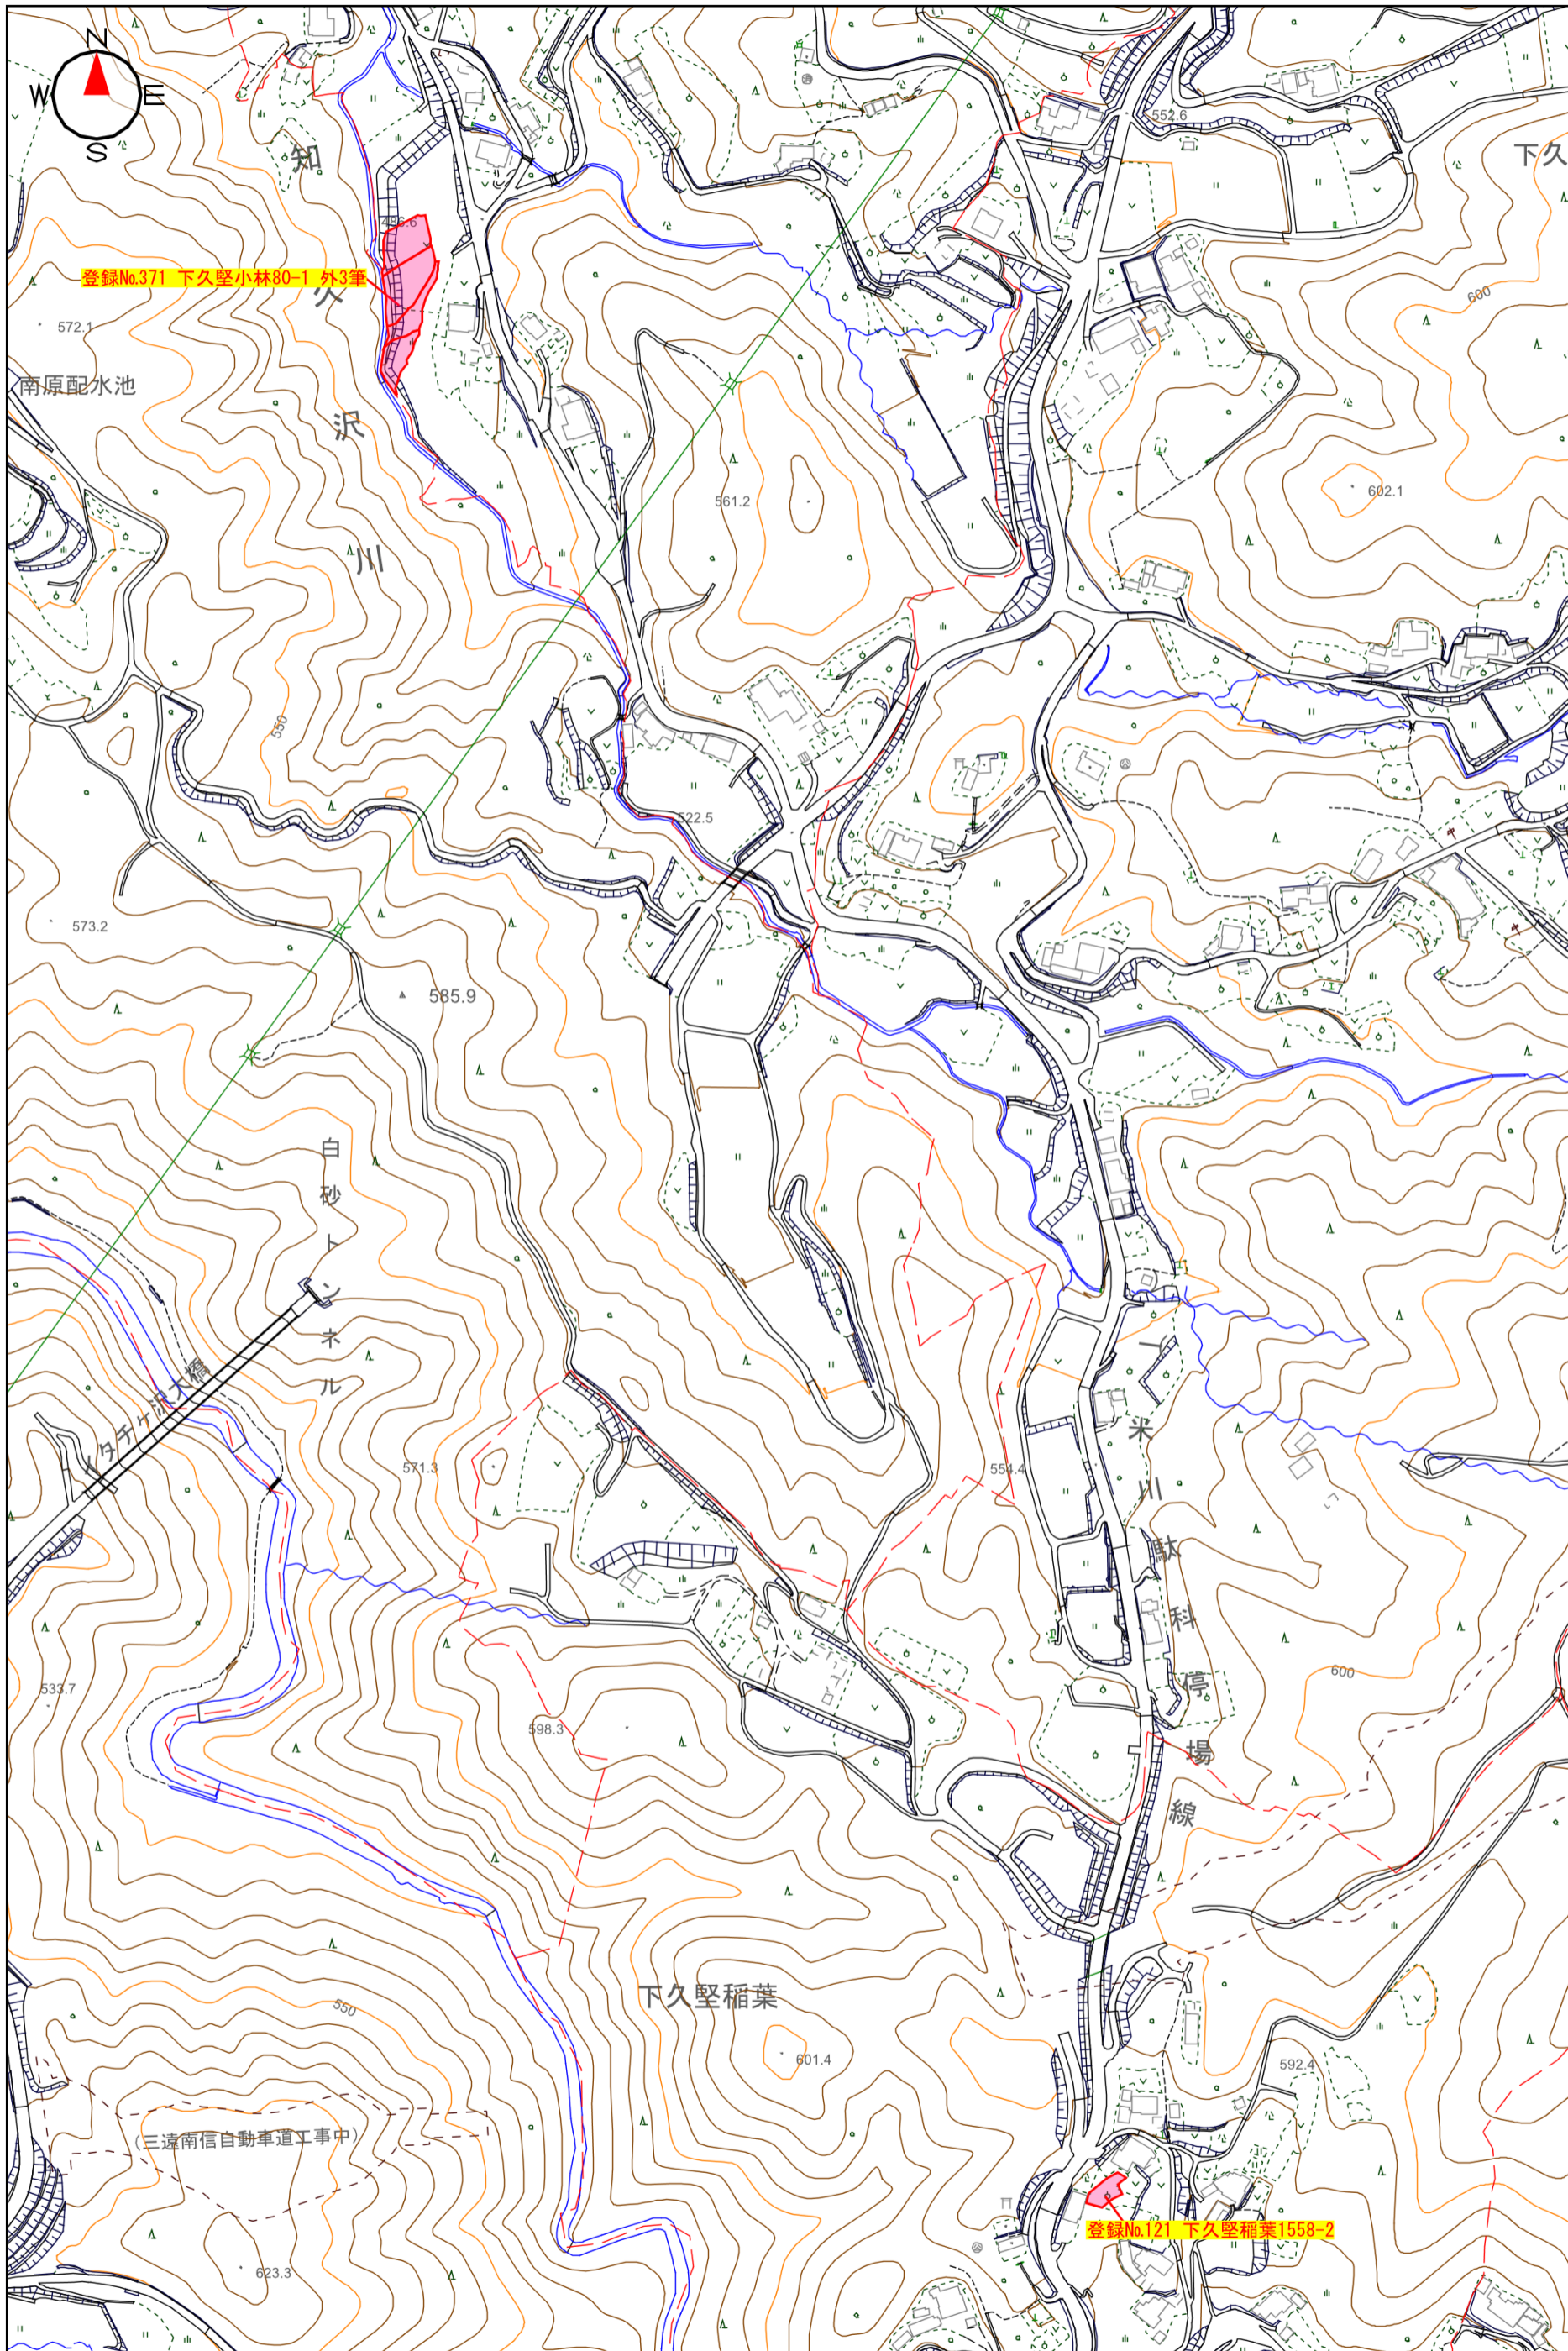 N
W E
S
知
久
沢
川
552.6
下久
486.6
登録No.371 下久堅小林80-1 外3筆
572.1
600
南原配水池
561.2
602.1
550
522.5
573.2
585.9
白砂トンネル
イタチヶ沢大橋
571.3
554.4
米川駄科停場線
533.7
598.3
600
下久堅稲葉
550
601.4
592.4
(三遠南信自動車道工事中)
623.3
登録No.121 下久堅稲葉1558-2